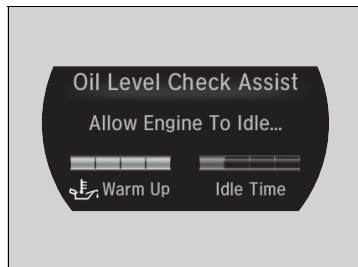 Oil Level Check Assist
Allow Engine To Idle...
Warm Up Idle Time